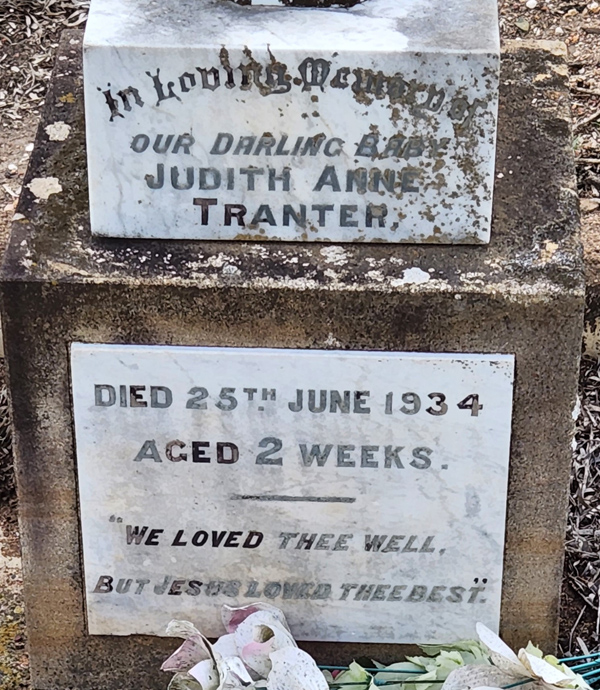 In Loving Memory of
OUR DARLING BABY
JUDITH ANNE
TRANTER,
DIED 25TH JUNE 1934
AGED 2 WEEKS.
"WE LOVED THEE WELL,
BUT JESUS LOVED THEE BEST."